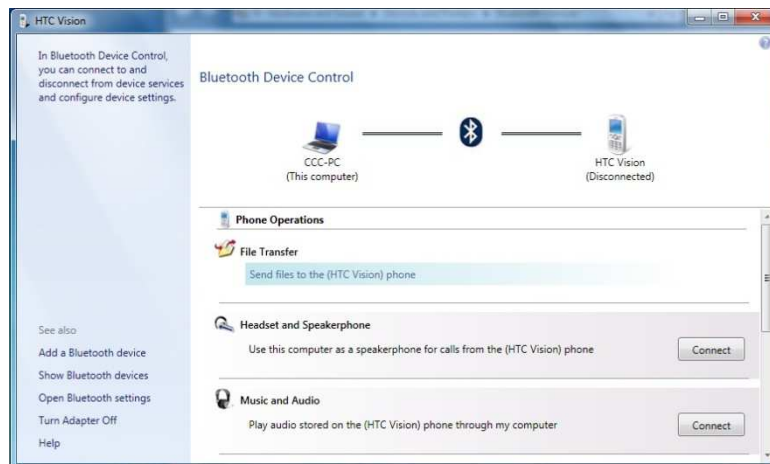 HTC Vision
In Bluetooth Device Control,
you can connect to and
disconnect from device services
and configure device settings.
Bluetooth Device Control
CCC-PC
(This computer)
HTC Vision
(Disconnected)
Phone Operations
File Transfer
Send files to the (HTC Vision) phone
Headset and Speakerphone
Use this computer as a speakerphone for calls from the (HTC Vision) phone
Connect
Music and Audio
Play audio stored on the (HTC Vision) phone through my computer
Connect
See also
Add a Bluetooth device
Show Bluetooth devices
Open Bluetooth settings
Turn Adapter Off
Help